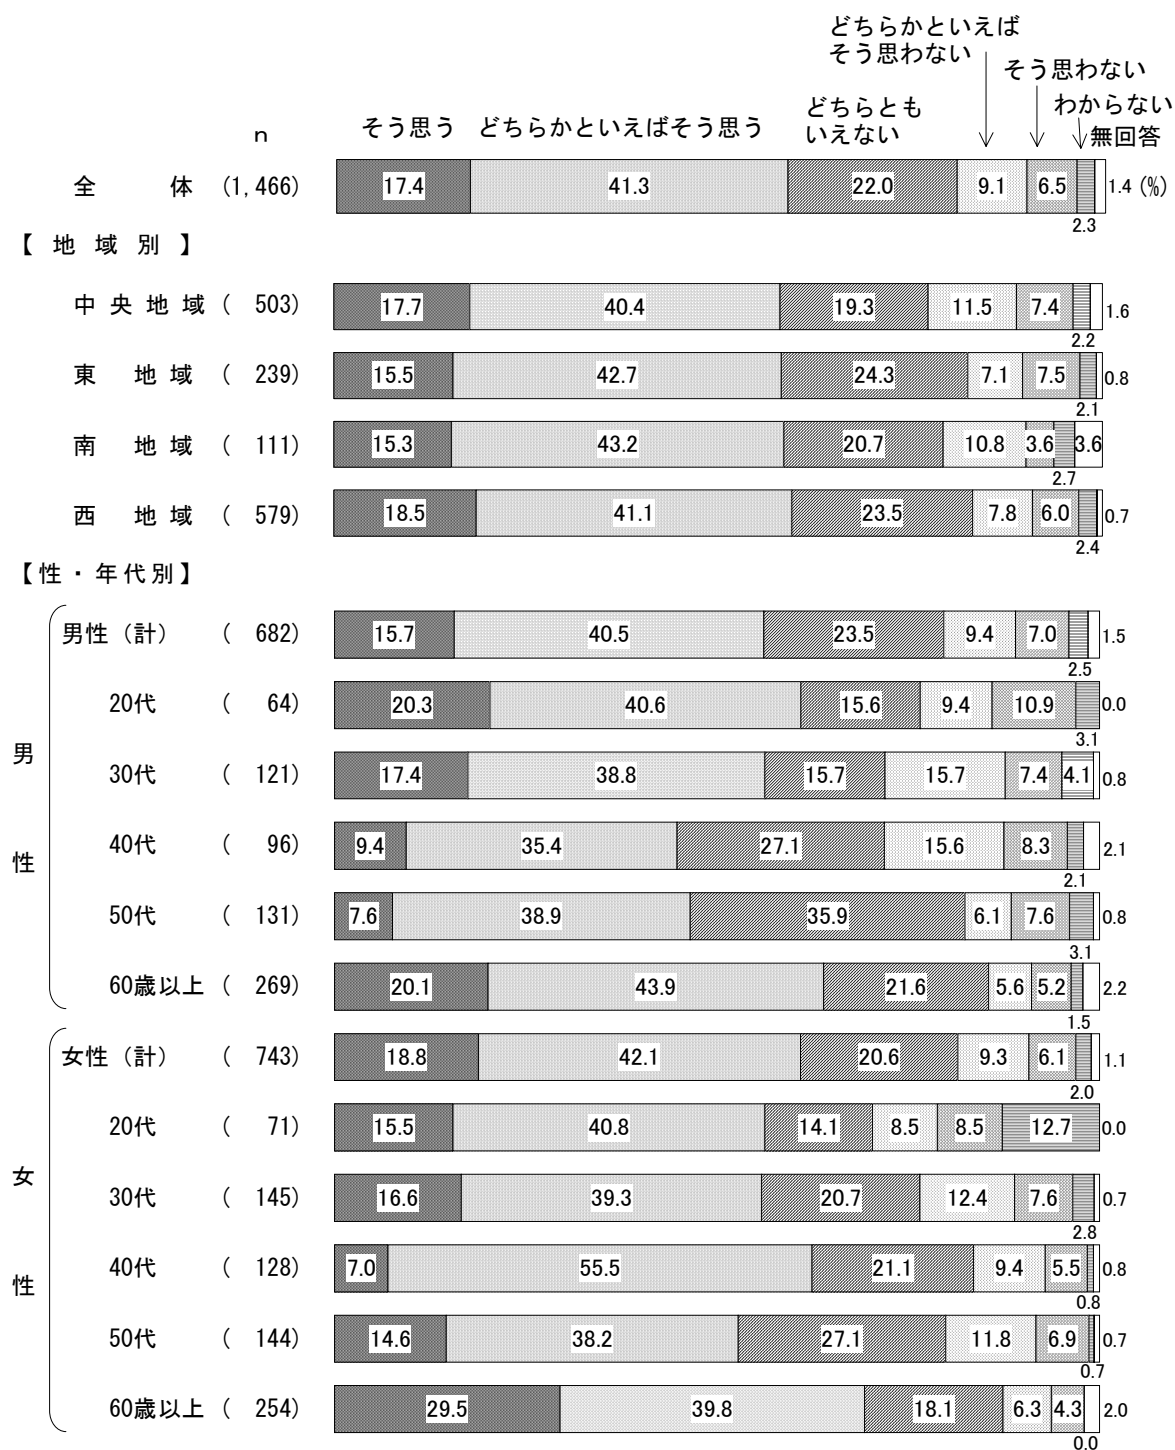 どちらかといえば
そう思わない
そう思わない
わからない
どちらとも
いえない
n そう思う どちらかといえばそう思う 無回答
全 体 (1,466) 17.4 41.3 22.0 9.1 6.5 1.4 (%)
2.3
【 地 域 別 】
中 央 地 域 ( 503) 17.7 40.4 19.3 11.5 7.4 1.6
2.2
東 地 域 ( 239) 15.5 42.7 24.3 7.1 7.5 0.8
2.1
南 地 域 ( 111) 15.3 43.2 20.7 10.8 3.6 3.6
2.7
西 地 域 ( 579) 18.5 41.1 23.5 7.8 6.0 0.7
2.4
【性・年代別】
男性(計) ( 682) 15.7 40.5 23.5 9.4 7.0 1.5
2.5
20代 ( 64) 20.3 40.6 15.6 9.4 10.9 0.0
3.1
男
30代 ( 121) 17.4 38.8 15.7 15.7 7.4 4.1 0.8
40代 ( 96) 9.4 35.4 27.1 15.6 8.3 2.1
性
2.1
50代 ( 131) 7.6 38.9 35.9 6.1 7.6 0.8
3.1
60歳以上 ( 269) 20.1 43.9 21.6 5.6 5.2 2.2
1.5
女性(計) ( 743) 18.8 42.1 20.6 9.3 6.1 1.1
2.0
20代 ( 71) 15.5 40.8 14.1 8.5 8.5 12.7 0.0
女
30代 ( 145) 16.6 39.3 20.7 12.4 7.6 0.7
2.8
40代 ( 128) 7.0 55.5 21.1 9.4 5.5 0.8
性
0.8
50代 ( 144) 14.6 38.2 27.1 11.8 6.9 0.7
0.7
60歳以上 ( 254) 29.5 39.8 18.1 6.3 4.3 2.0
0.0